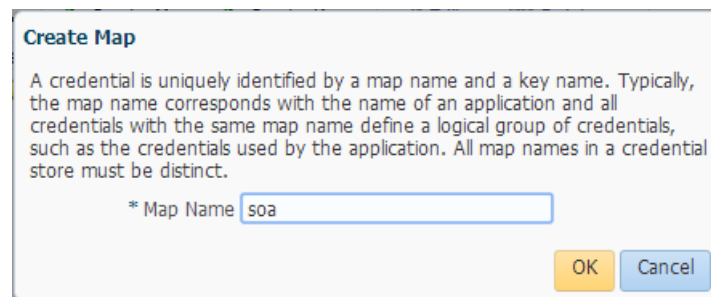 Create Map
A credential is uniquely identified by a map name and a key name. Typically,
the map name corresponds with the name of an application and all
credentials with the same map name define a logical group of credentials,
such as the credentials used by the application. All map names in a credential
store must be distinct.
* Map Name soa
OK Cancel